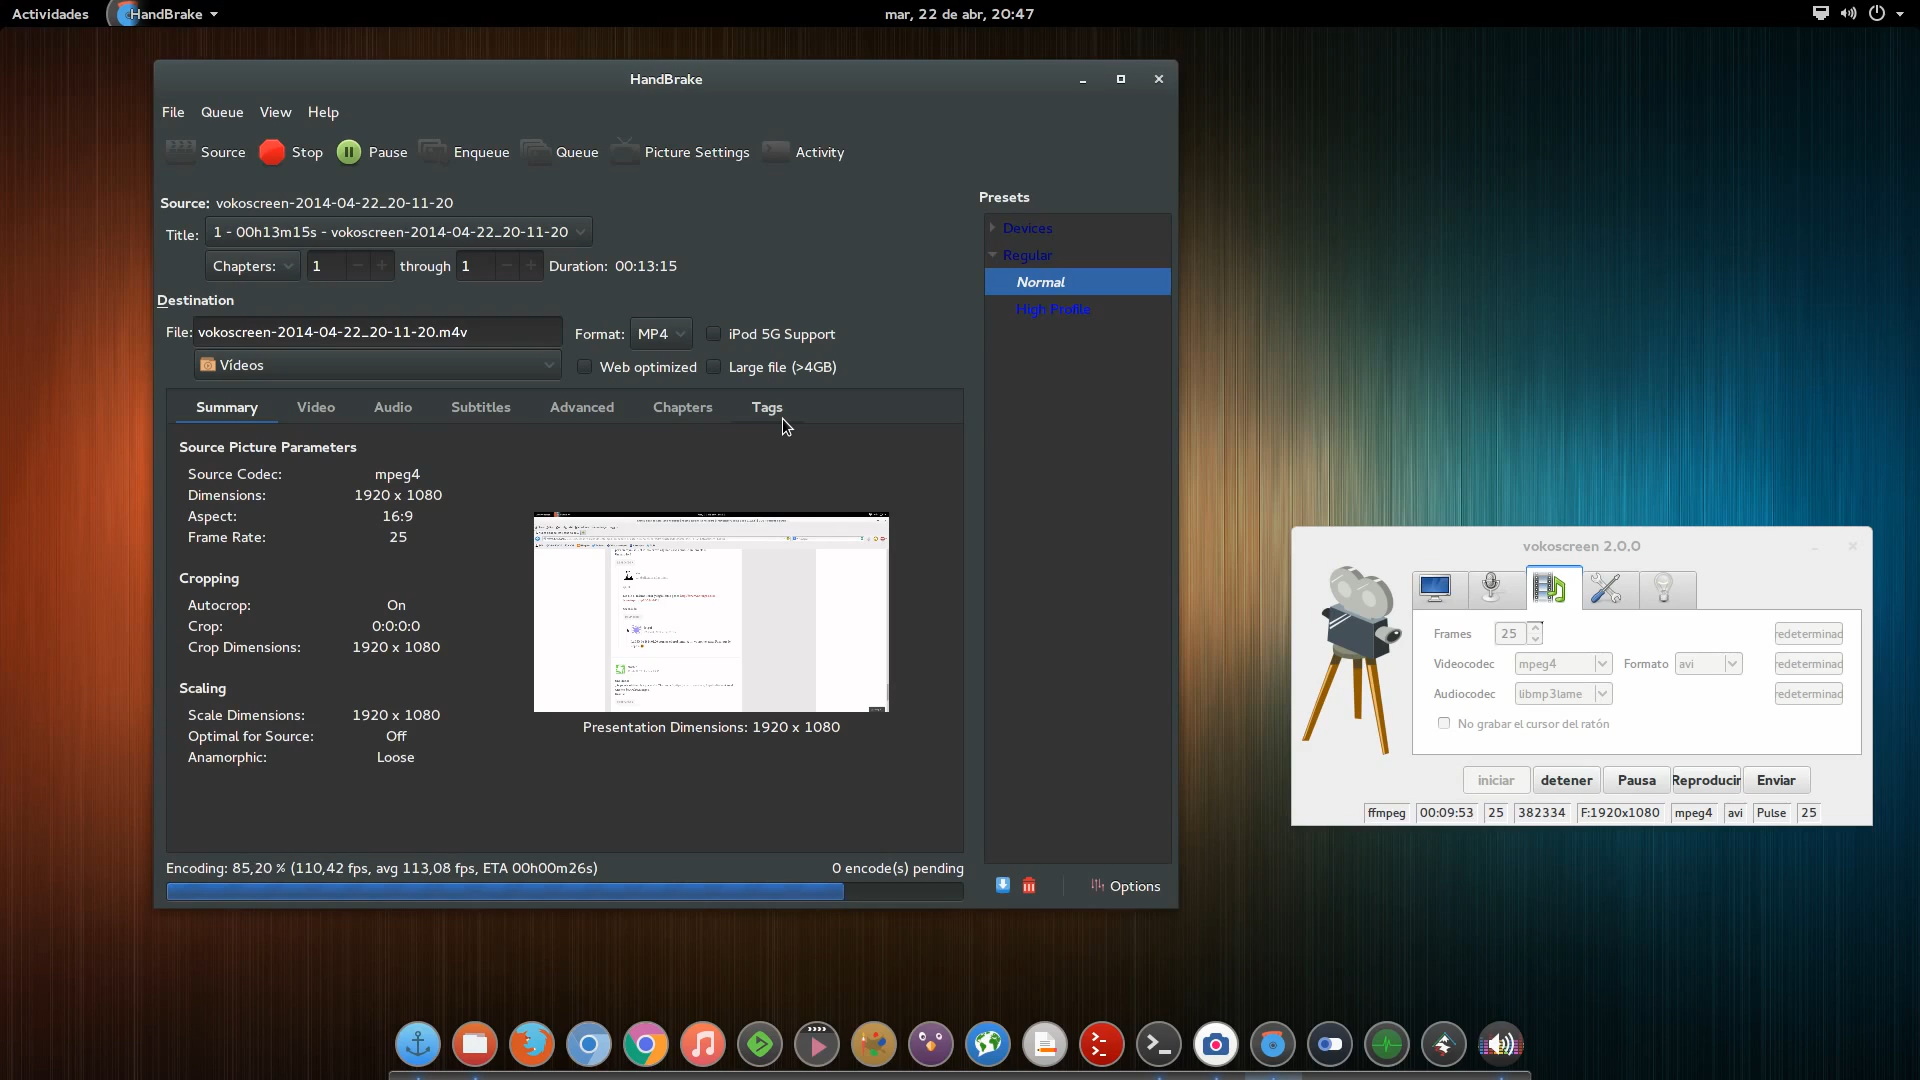 Actividades HandBrake mar, 22 de abr, 20:47
HandBrake
File Queue View Help
Source Stop Pause Enqueue Queue Picture Settings Activity
Source: vokoscreen-2014-04-22_20-11-20
Title: 1 - 00h13m15s - vokoscreen-2014-04-22_20-11-20
Chapters: 1 through 1 Duration: 00:13:15
Destination
File: vokoscreen-2014-04-22_20-11-20.m4v Format: MP4 iPod 5G Support
Vídeos Web optimized Large file (>4GB)
Summary Video Audio Subtitles Advanced Chapters Tags
Source Picture Parameters
Source Codec: mpeg4
Dimensions: 1920 x 1080
Aspect: 16:9
Frame Rate: 25
Cropping
Autocrop: On
Crop: 0:0:0:0
Crop Dimensions: 1920 x 1080
Scaling
Scale Dimensions: 1920 x 1080
Optimal for Source: Off
Anamorphic: Loose
Presentation Dimensions: 1920 x 1080
Encoding: 85,20 % (110,42 fps, avg 113,08 fps, ETA 00h00m26s) 0 encode(s) pending
Presets
Devices
Regular
Normal
High Profile
Options
vokoscreen 2.0.0
Frames 25 redeterminad
Videocodec mpeg4 Formato avi redeterminad
Audiocodec libmp3lame redeterminad
No grabar el cursor del ratón
iniciar detener Pausa Reproducir Enviar
ffmpeg 00:09:53 25 382334 F:1920x1080 mpeg4 avi Pulse 25